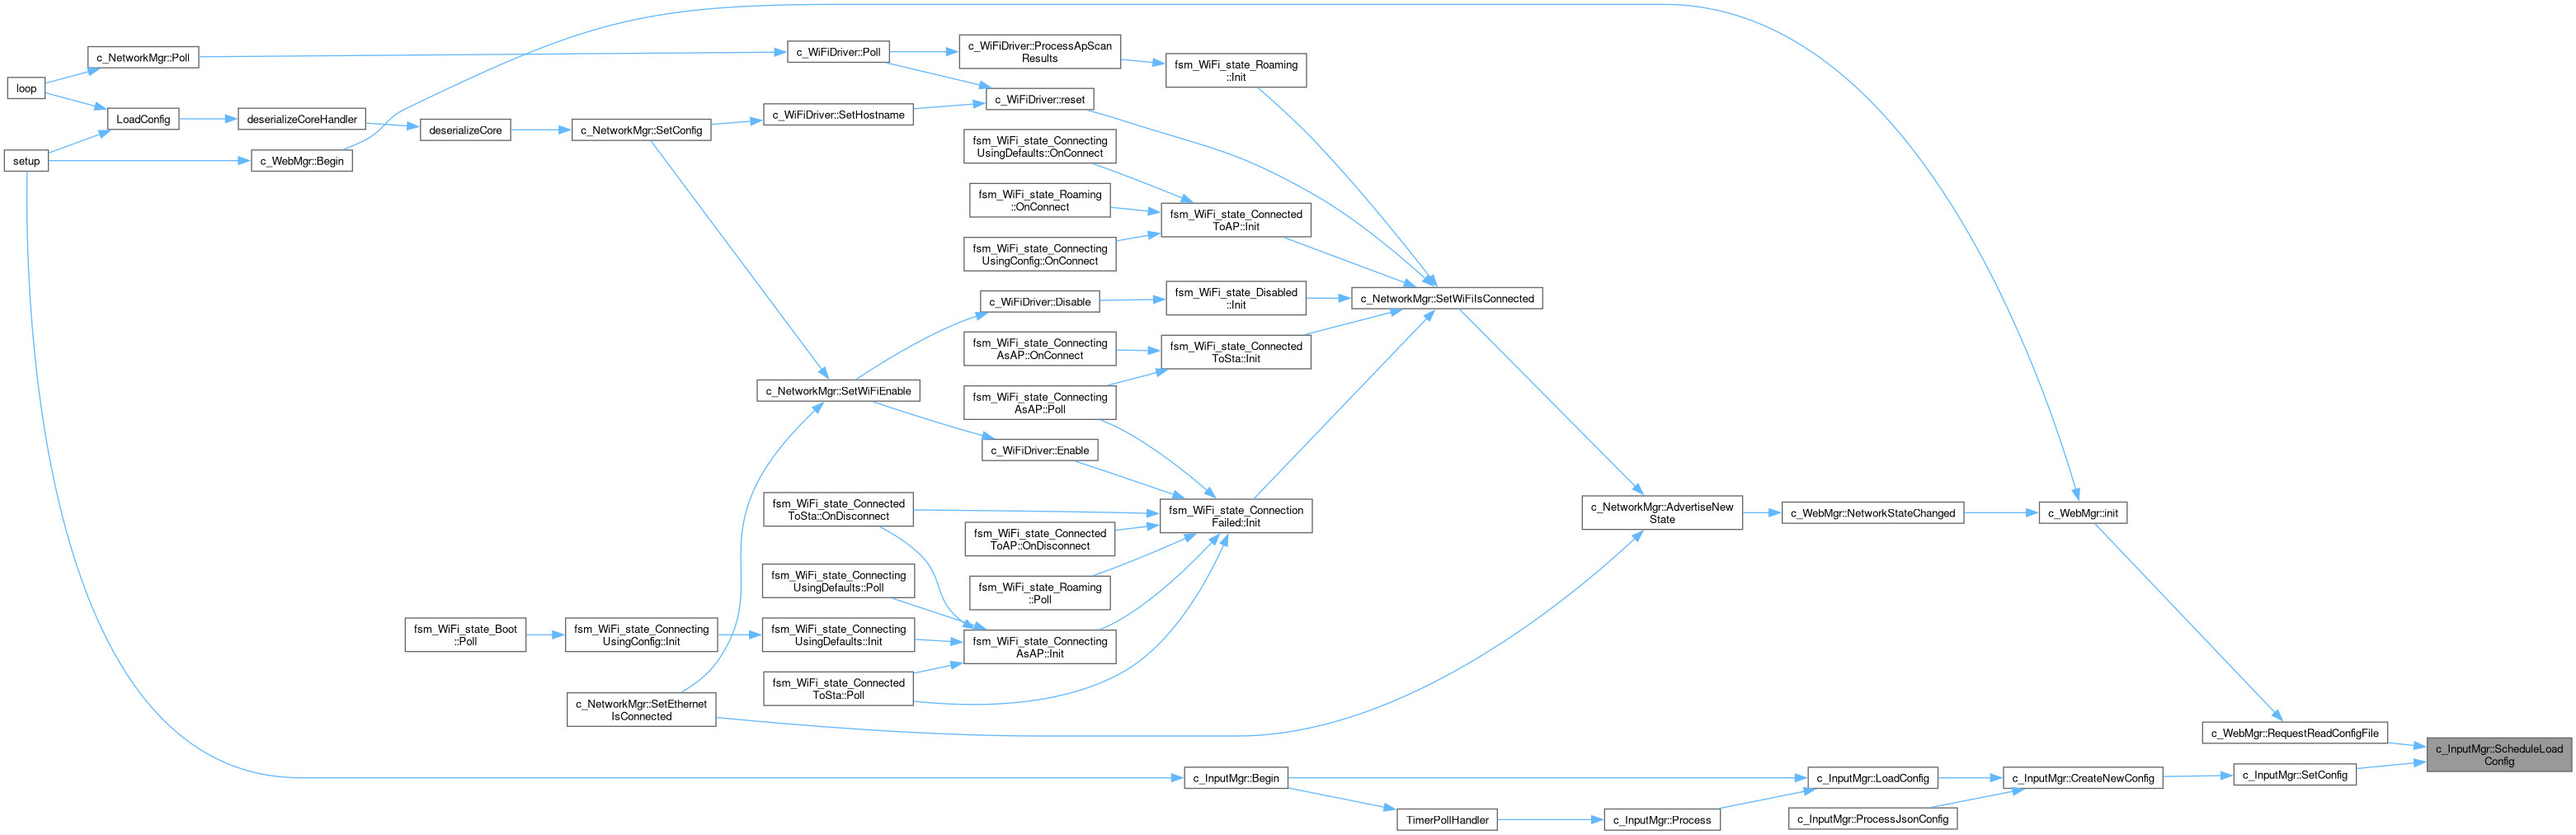 loop
setup
c_NetworkMgr::Poll
LoadConfig
c_WebMgr::Begin
deserializeCoreHandler
deserializeCore
fsm_WiFi_state_Boot
::Poll
c_NetworkMgr::SetConfig
fsm_WiFi_state_Connecting
UsingConfig::Init
c_NetworkMgr::SetEthernet
IsConnected
c_WiFiDriver::Poll
c_WiFiDriver::SetHostname
c_NetworkMgr::SetWiFiEnable
fsm_WiFi_state_Connected
ToSta::OnDisconnect
fsm_WiFi_state_Connecting
UsingDefaults::Poll
fsm_WiFi_state_Connecting
UsingDefaults::Init
fsm_WiFi_state_Connected
ToSta::Poll
c_WiFiDriver::ProcessApScan
Results
c_WiFiDriver::reset
fsm_WiFi_state_Connecting
UsingDefaults::OnConnect
fsm_WiFi_state_Roaming
::OnConnect
fsm_WiFi_state_Connecting
UsingConfig::OnConnect
c_WiFiDriver::Disable
fsm_WiFi_state_Connecting
AsAP::OnConnect
fsm_WiFi_state_Connecting
AsAP::Poll
c_WiFiDriver::Enable
fsm_WiFi_state_Connected
ToAP::OnDisconnect
fsm_WiFi_state_Roaming
::Poll
fsm_WiFi_state_Connecting
AsAP::Init
fsm_WiFi_state_Roaming
::Init
fsm_WiFi_state_Connected
ToAP::Init
fsm_WiFi_state_Disabled
::Init
fsm_WiFi_state_Connected
ToSta::Init
fsm_WiFi_state_Connection
Failed::Init
c_InputMgr::Begin
c_NetworkMgr::SetWiFiIsConnected
TimerPollHandler
c_NetworkMgr::AdvertiseNew
State
c_InputMgr::Process
c_WebMgr::NetworkStateChanged
c_InputMgr::LoadConfig
c_InputMgr::ProcessJsonConfig
c_WebMgr::init
c_InputMgr::CreateNewConfig
c_WebMgr::RequestReadConfigFile
c_InputMgr::SetConfig
c_InputMgr::ScheduleLoad
Config